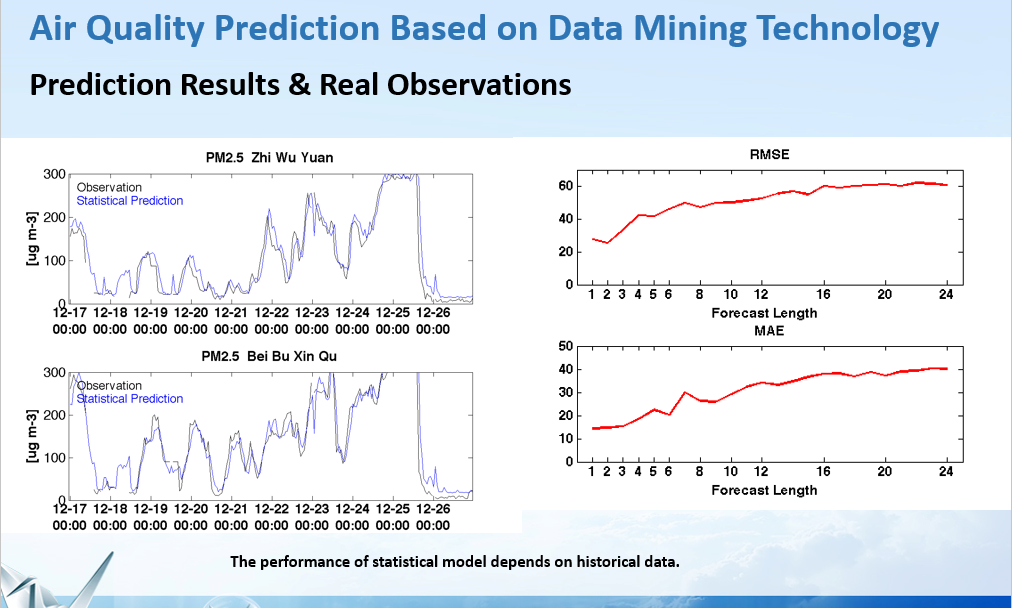 Air Quality Prediction Based on Data Mining Technology
Prediction Results & Real Observations
PM2.5 Zhi Wu Yuan
300
200
100
0
[ug m-3]
Observation
Statistical Prediction
12-17 12-18 12-19 12-20 12-21 12-22 12-23 12-24 12-25 12-26
00:00 00:00 00:00 00:00 00:00 00:00 00:00 00:00 00:00 00:00
PM2.5 Bei Bu Xin Qu
300
200
100
0
[ug m-3]
Observation
Statistical Prediction
12-17 12-18 12-19 12-20 12-21 12-22 12-23 12-24 12-25 12-26
00:00 00:00 00:00 00:00 00:00 00:00 00:00 00:00 00:00 00:00
RMSE
60
40
20
0
1 2 3 4 5 6 8 10 12 16 20 24
Forecast Length
MAE
50
40
30
20
10
0
1 2 3 4 5 6 8 10 12 16 20 24
Forecast Length
The performance of statistical model depends on historical data.